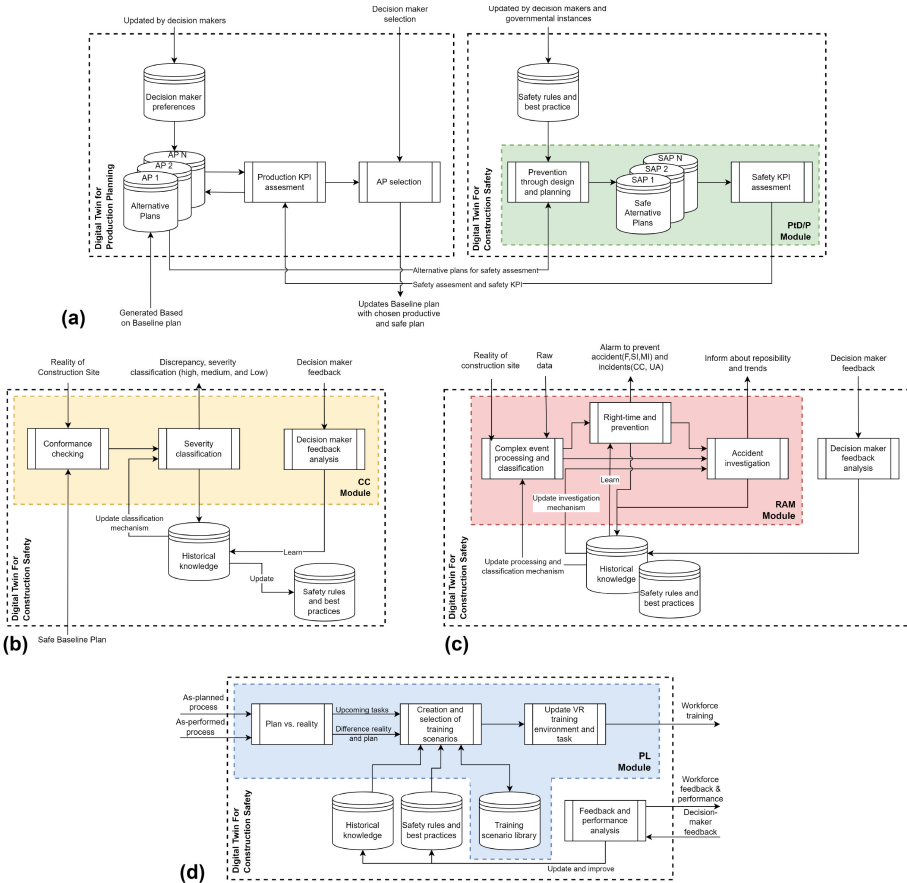 Updated by decision makers
Decision maker
selection
Updated by decision makers and
governmental instances
Digital Twin for
Production Planning
Decision maker
preferences
AP N
AP 2
AP 1
Alternative
Plans
Production KPI
assesment
AP selection
Digital Twin For
Construction Safety
Safety rules and
best practice
Prevention
through design
and planning
SAP N
SAP 2
SAP 1
Safe
Aternative
Plans
Safety KPI
assesment
PtD/P
Module
Alternative plans for safety assesment
Safety assesment and safety KPI
(a)
Generated Based
on Baseline plan
Updates Baseline plan
with chosen productive
and safe plan
Reality of
Construction Site
Discrepancy, severity
classification (high, medium, and Low)
Decision maker
feedback
Conformance
checking
Severity
classification
Decision maker
feedback
analysis
CC
Module
Update classification
mechanism
Historical
knowledge
Learn
Update
Safety rules
and best
practices
Digital Twin For
Construction Safety
(b)
Safe Baseline Plan
Reality of
construction site
Raw
data
Alarm to prevent
accident(F,SI,MI) and
incidents(CC, UA)
Inform about reposibility
and trends
Decision maker
feedback
Right-time and
prevention
Complex event
processing and
classification
Accident
investigation
Decision maker
feedback
analysis
Learn
Update investigation
mechanism
RAM
Module
Update processing and
classification mechanism
Historical
knowledge
Safety rules and
best practices
Digital Twin For
Construction Safety
(c)
As-planned
process
As-performed
process
Plan vs. reality
Upcoming tasks
Difference reality
and plan
Creation and
selection of
training
scenarios
Update VR
training
environment and
task
Workforce
training
PL
Module
Historical
knowledge
Safety rules and
best practices
Training
scenario library
Feedback and
performance
analysis
Workforce
feedback &
performance
Decision-
maker
feedback
Update and improve
Digital Twin For
Construction Safety
(d)